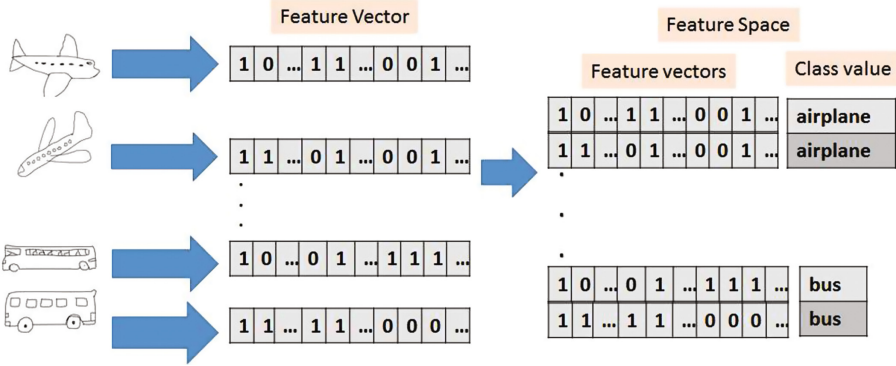 Feature Vector
1 0 ... 1 1 ... 0 0 1 ...
1 1 ... 0 1 ... 0 0 1 ...
1 0 ... 0 1 ... 1 1 1 ...
1 1 ... 1 1 ... 0 0 0 ...
Feature Space
Feature vectors Class value
1 0 ... 1 1 ... 0 0 1 ... airplane
1 1 ... 0 1 ... 0 0 1 ... airplane
1 0 ... 0 1 ... 1 1 1 ... bus
1 1 ... 1 1 ... 0 0 0 ... bus